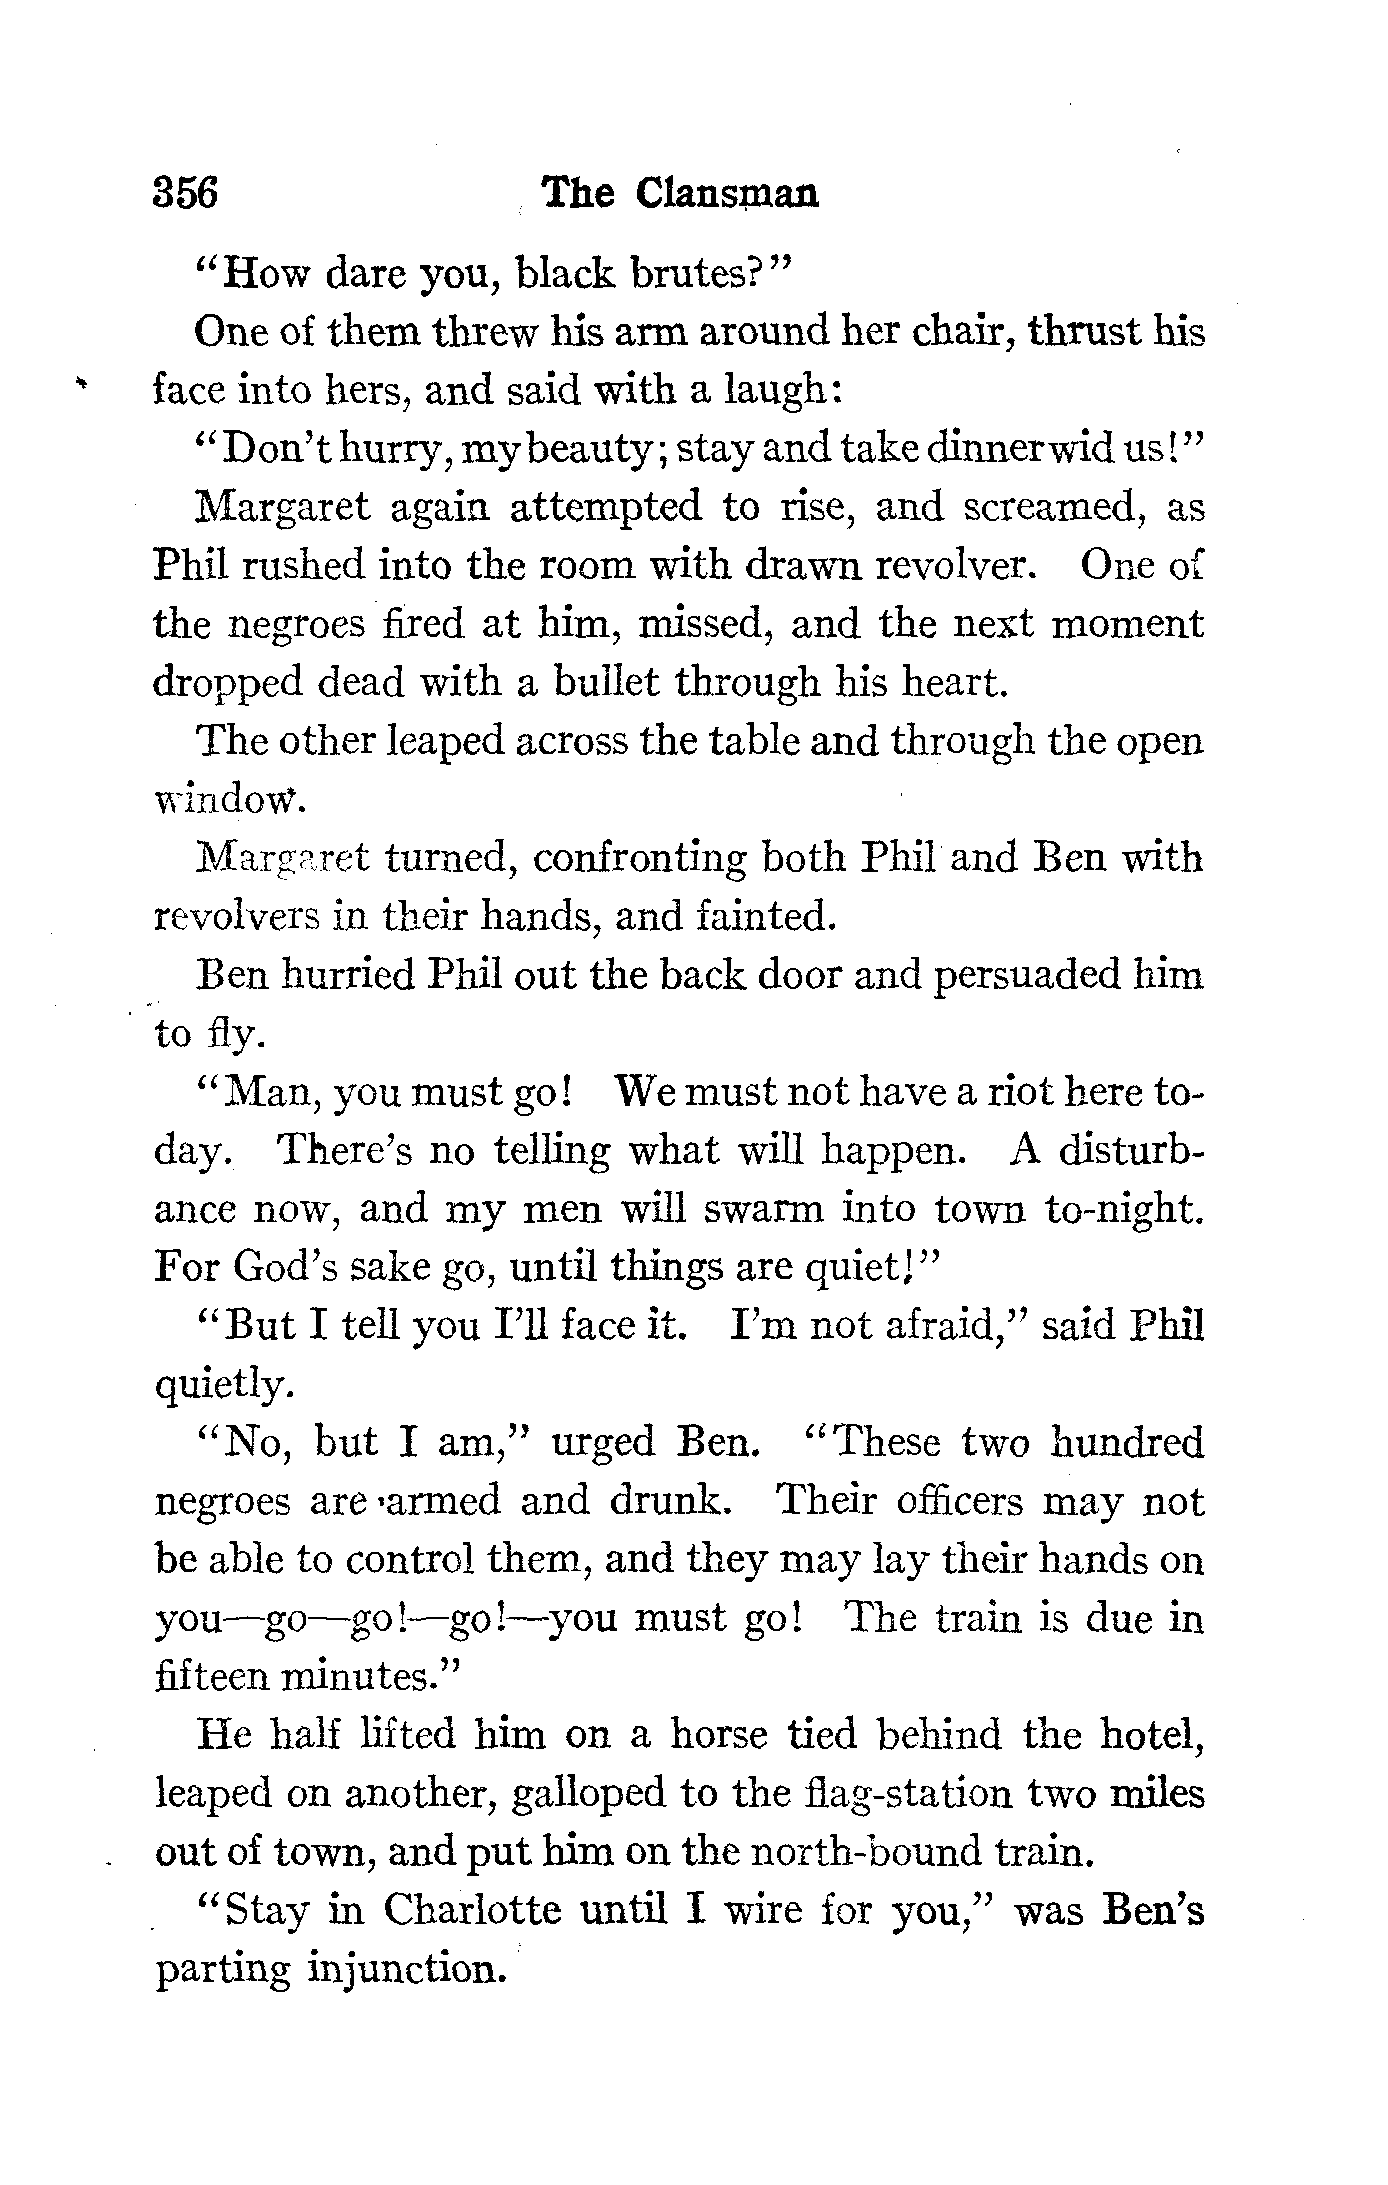 356 The Clansman
“How dare you, black brutes?”
One of them threw his arm around her chair, thrust his
face into hers, and said with a laugh:
“Don’t hurry, my beauty; stay and take dinner wid us!”
Margaret again attempted to rise, and screamed, as
Phil rushed into the room with drawn revolver. One of
the negroes fired at him, missed, and the next moment
dropped dead with a bullet through his heart.
The other leaped across the table and through the open
window.
Margaret turned, confronting both Phil and Ben with
revolvers in their hands, and fainted.
Ben hurried Phil out the back door and persuaded him
to fly.
“Man, you must go! We must not have a riot here to-
day. There’s no telling what will happen. A disturb-
ance now, and my men will swarm into town to-night.
For God’s sake go, until things are quiet!”
“But I tell you I’ll face it. I’m not afraid,” said Phil
quietly.
“No, but I am,” urged Ben. “These two hundred
negroes are armed and drunk. Their officers may not
be able to control them, and they may lay their hands on
you—go—go!—go!—you must go! The train is due in
fifteen minutes.”
He half lifted him on a horse tied behind the hotel,
leaped on another, galloped to the flag-station two miles
out of town, and put him on the north-bound train.
“Stay in Charlotte until I wire for you,” was Ben’s
parting injunction.